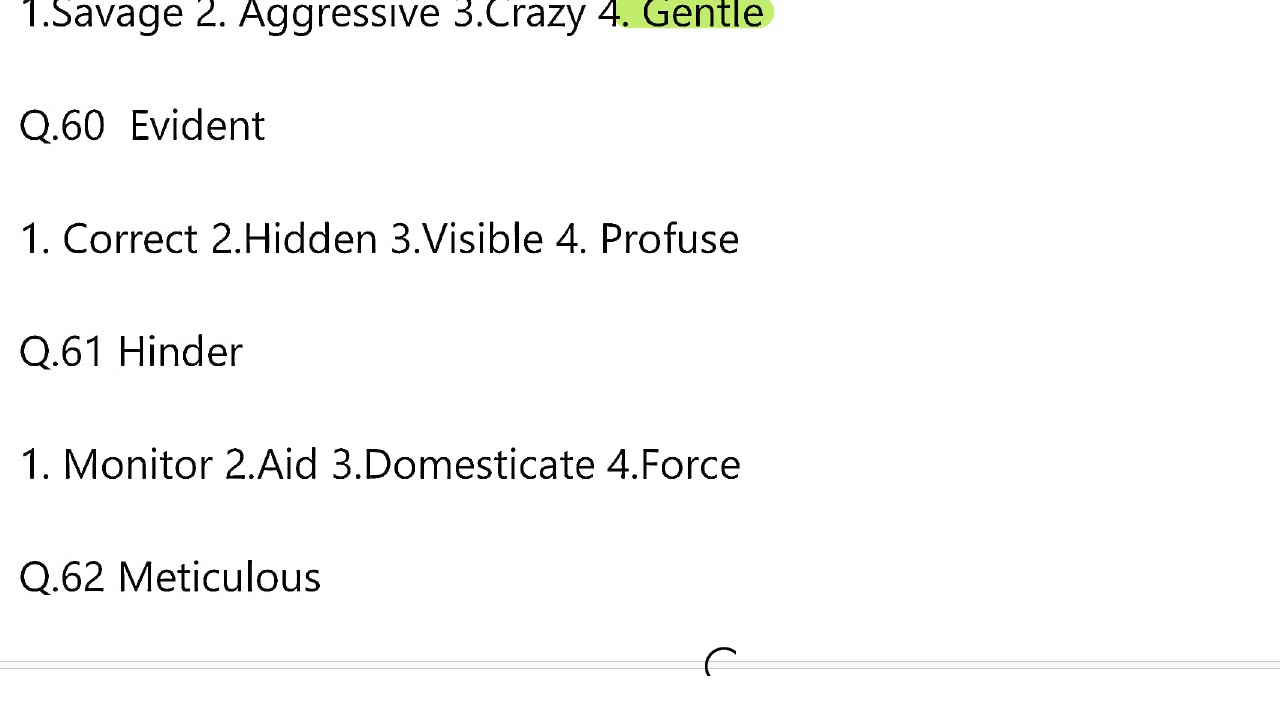 1.Savage 2. Aggressive 3.Crazy 4. Gentle
Q.60 Evident
1. Correct 2.Hidden 3.Visible 4. Profuse
Q.61 Hinder
1. Monitor 2.Aid 3.Domesticate 4.Force
Q.62 Meticulous